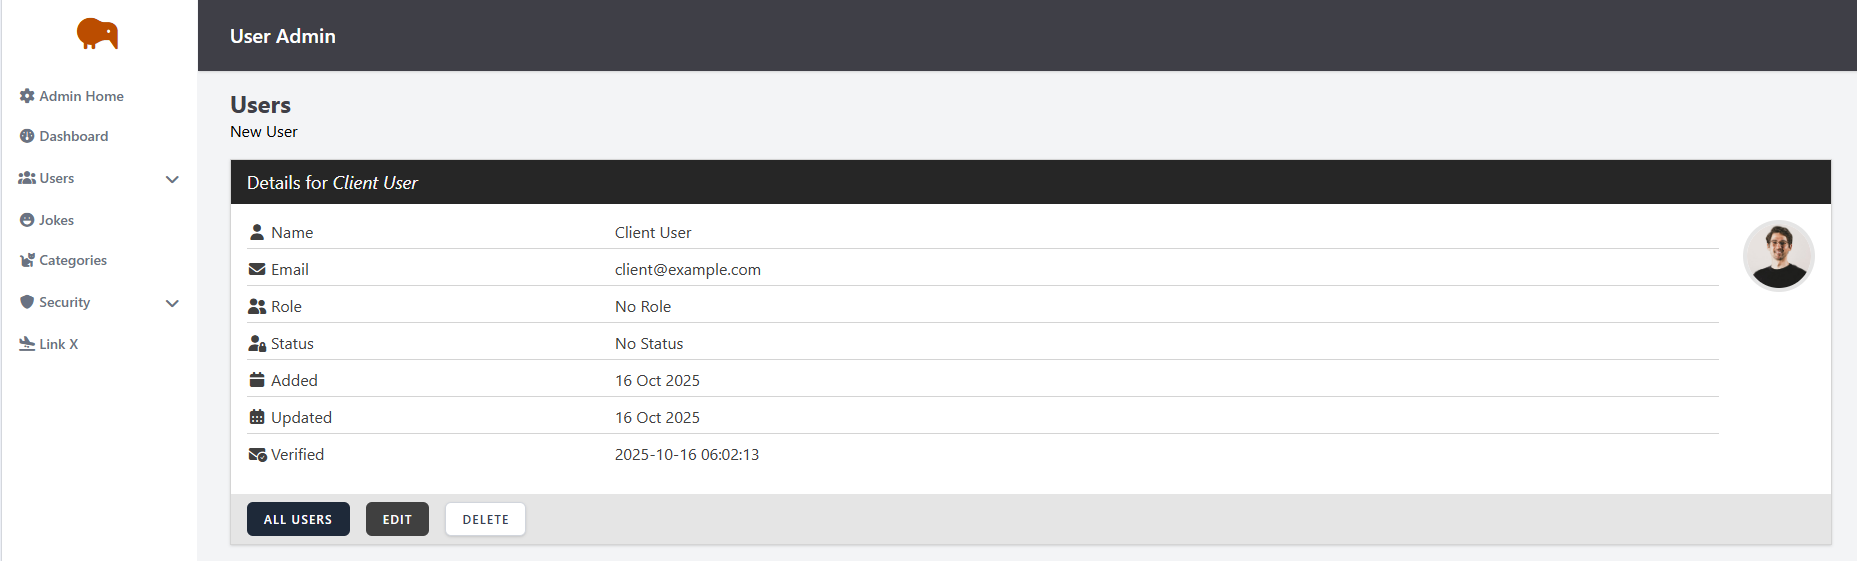 User Admin
Admin Home
Dashboard
Users
Jokes
Categories
Security
Link X
Users
New User
Details for Client User
Name Client User
Email client@example.com
Role No Role
Status No Status
Added 16 Oct 2025
Updated 16 Oct 2025
Verified 2025-10-16 06:02:13
ALL USERS EDIT DELETE